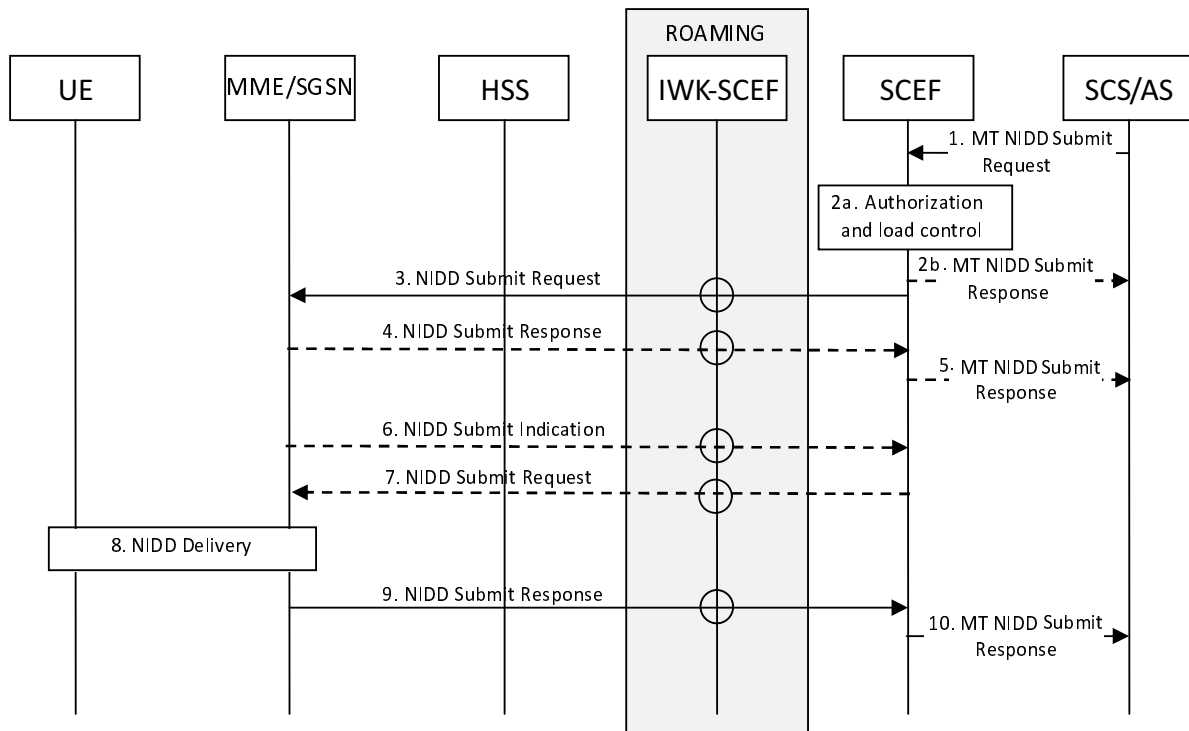 ROAMING
UE
MME/SGSN
HSS
IWK-SCEF
SCEF
SCS/AS
1. MT NIDD Submit
Request
2a. Authorization
and load control
2b. MT NIDD Submit
Response
3. NIDD Submit Request
4. NIDD Submit Response
5. MT NIDD Submit
Response
6. NIDD Submit Indication
7. NIDD Submit Request
8. NIDD Delivery
9. NIDD Submit Response
10. MT NIDD Submit
Response